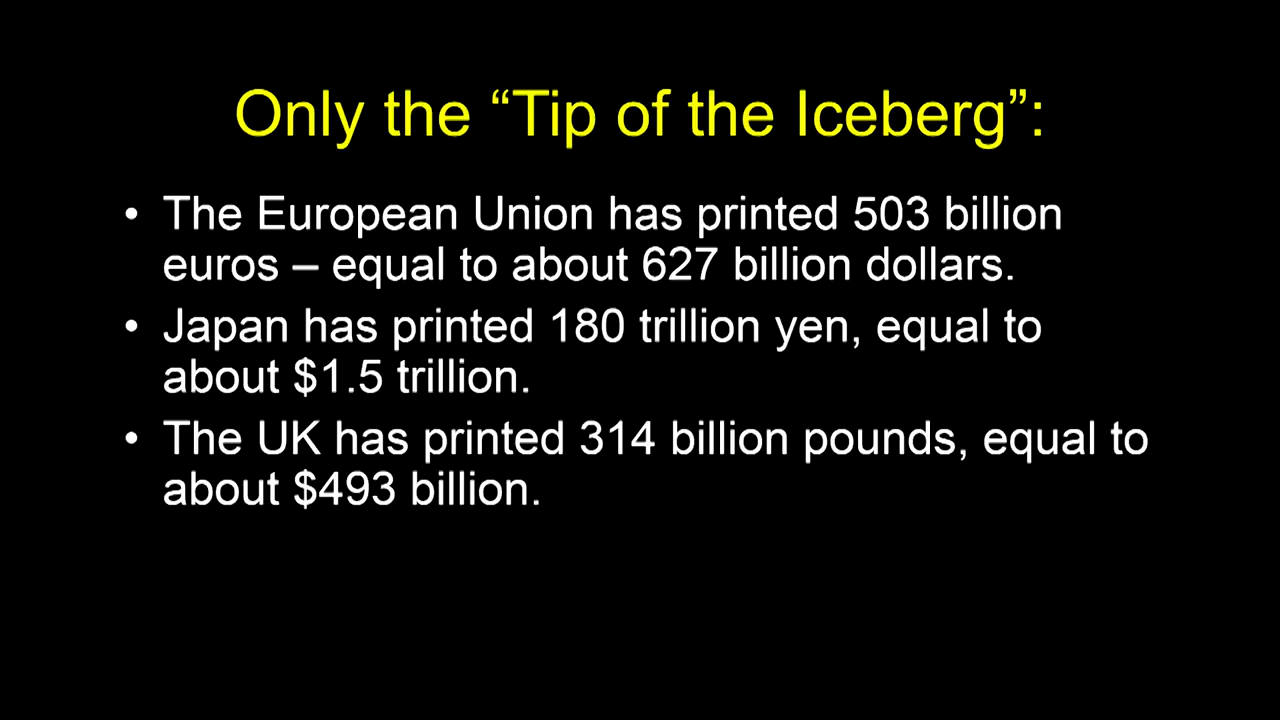 Only the “Tip of the Iceberg”:
• The European Union has printed 503 billion
euros – equal to about 627 billion dollars.
• Japan has printed 180 trillion yen, equal to
about $1.5 trillion.
• The UK has printed 314 billion pounds, equal to
about $493 billion.